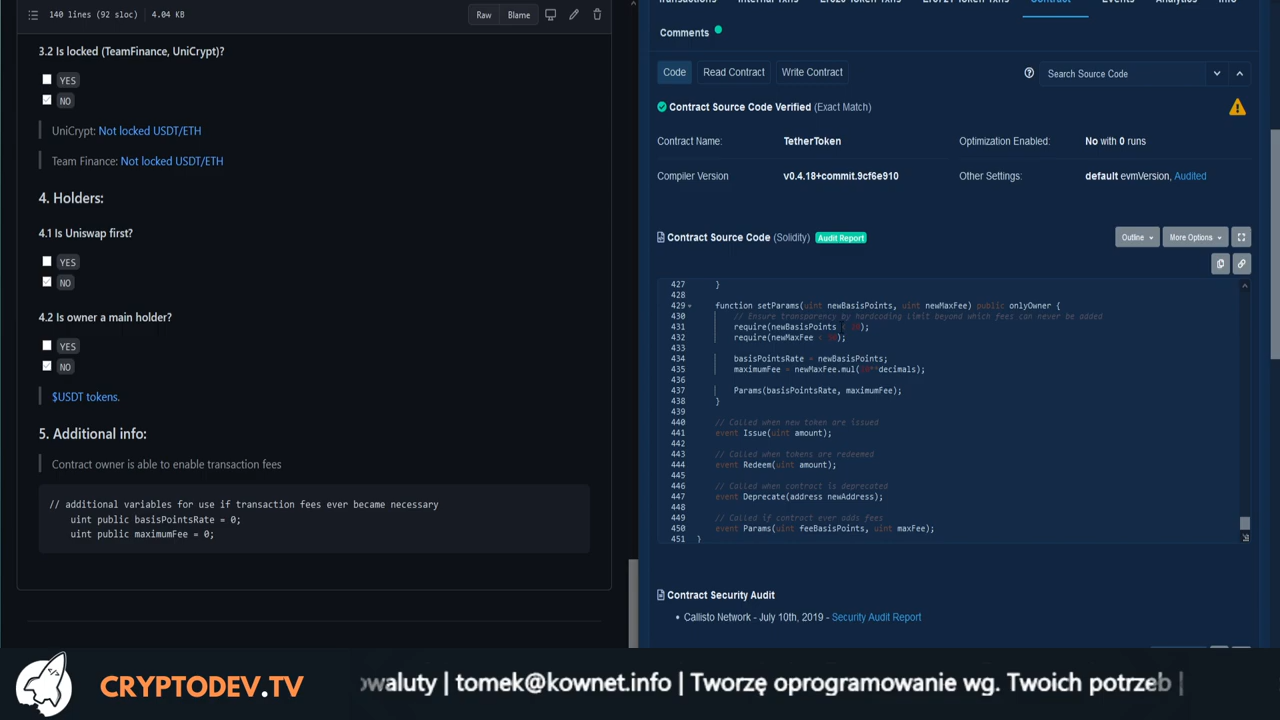 140 lines (92 sloc)
4.04 KB
Raw
Blame
3.2 Is locked (TeamFinance, UniCrypt)?
YES
NO
UniCrypt: Not locked USDT/ETH
Team Finance: Not locked USDT/ETH
4. Holders:
4.1 Is Uniswap first?
YES
NO
4.2 Is owner a main holder?
YES
NO
$USDT tokens.
5. Additional info:
Contract owner is able to enable transaction fees
// additional variables for use if transaction fees ever became necessary
uint public basisPointsRate = 0;
uint public maximumFee = 0;
Comments
Code
Read Contract
Write Contract
Search Source Code
Contract Source Code Verified (Exact Match)
Contract Name:
TetherToken
Optimization Enabled:
No with 0 runs
Compiler Version
v0.4.18+commit.9cf6e910
Other Settings:
default evmVersion, Audited
Contract Source Code (Solidity)
Audit Report
Outline
More Options
427 }
428
429 function setParams(uint newBasisPoints, uint newMaxFee) public onlyOwner {
430 // Ensure transparency by hardcoding limit beyond which fees can never be added
431 require(newBasisPoints < 20);
432 require(newMaxFee < 50);
433
434 basisPointsRate = newBasisPoints;
435 maximumFee = newMaxFee.mul(10**decimals);
436
437 Params(basisPointsRate, maximumFee);
438 }
439
440 // Called when new token are issued
441 event Issue(uint amount);
442
443 // Called when tokens are redeemed
444 event Redeem(uint amount);
445
446 // Called when contract is deprecated
447 event Deprecate(address newAddress);
448
449 // Called if contract ever adds fees
450 event Params(uint feeBasisPoints, uint maxFee);
451 }
Contract Security Audit
• Callisto Network - July 10th, 2019 - Security Audit Report
CRYPTODEV.TV
owaluty | tomek@kownet.info | Tworzę oprogramowanie wg. Twoich potrzeb |